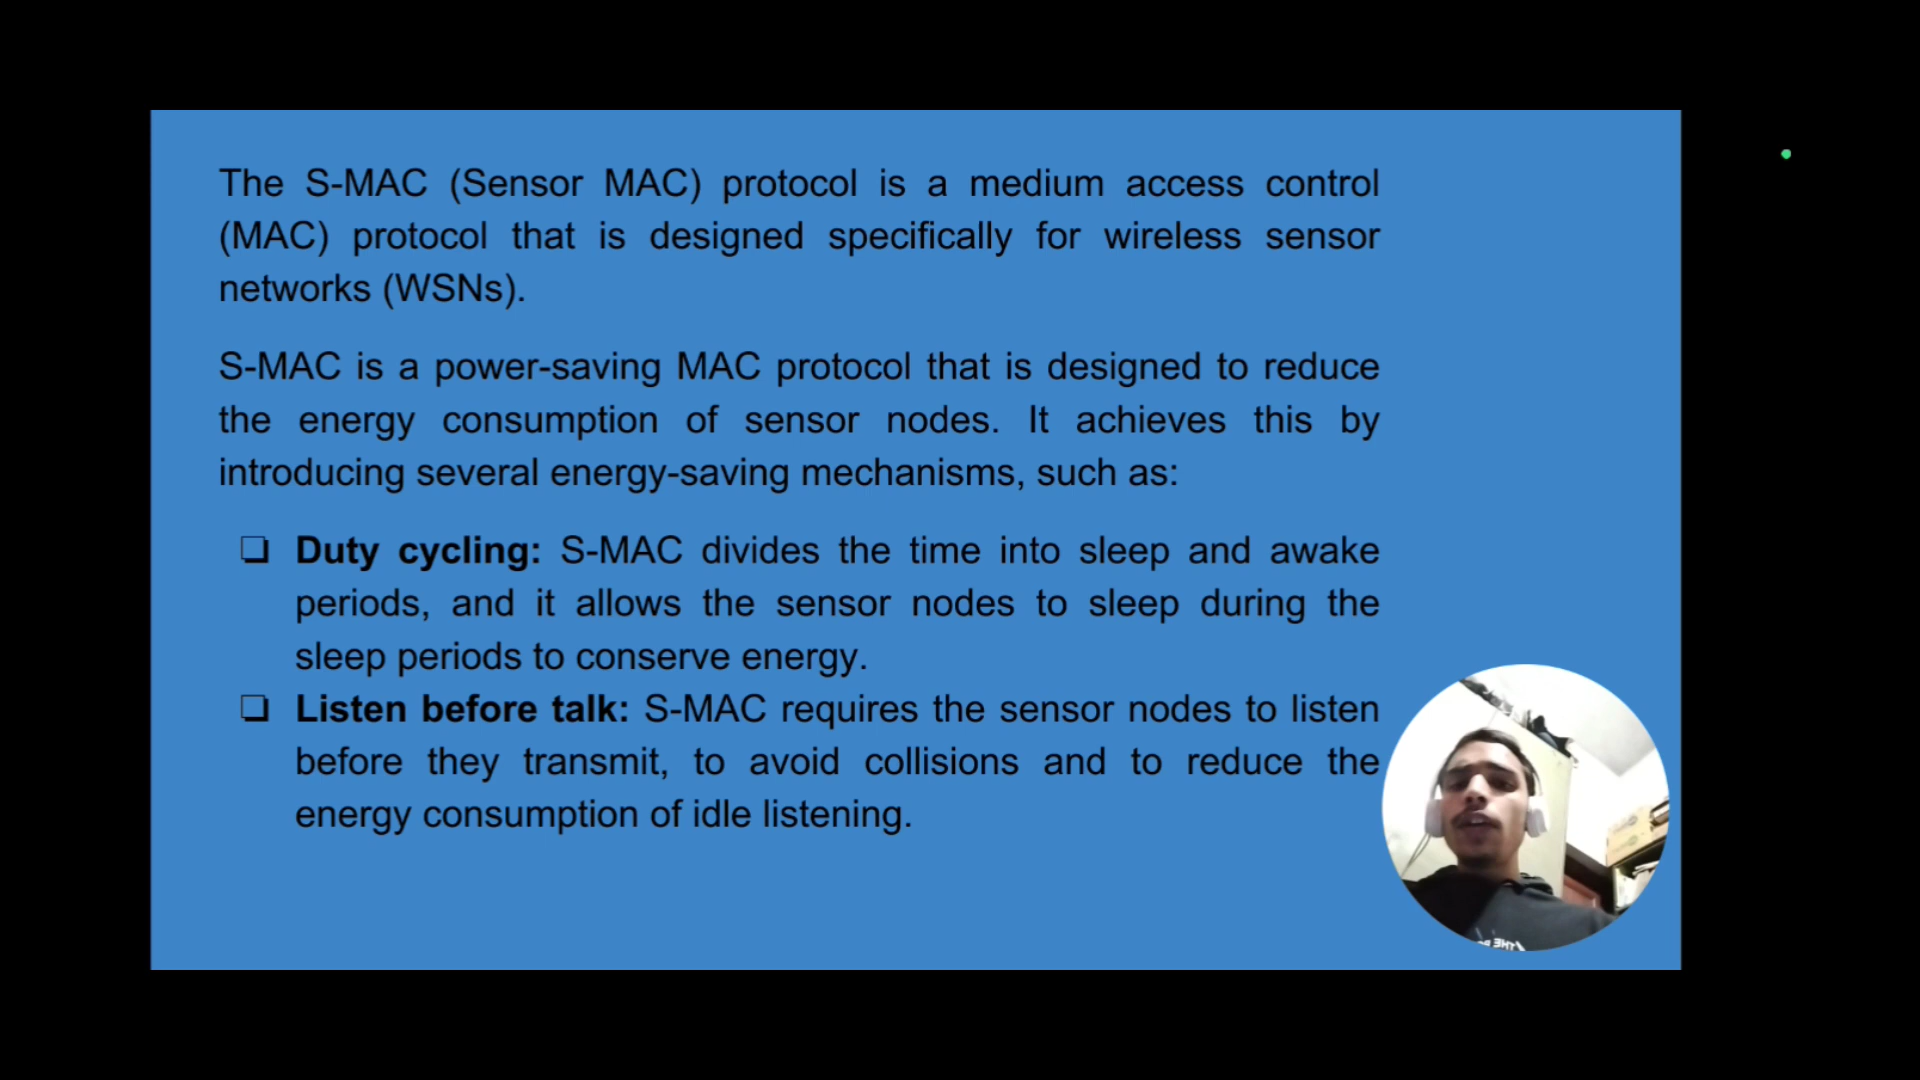 The S-MAC (Sensor MAC) protocol is a medium access control
(MAC) protocol that is designed specifically for wireless sensor
networks (WSNs).
S-MAC is a power-saving MAC protocol that is designed to reduce
the energy consumption of sensor nodes. It achieves this by
introducing several energy-saving mechanisms, such as:
❏ Duty cycling: S-MAC divides the time into sleep and awake
periods, and it allows the sensor nodes to sleep during the
sleep periods to conserve energy.
❏ Listen before talk: S-MAC requires the sensor nodes to listen
before they transmit, to avoid collisions and to reduce the
energy consumption of idle listening.
THE